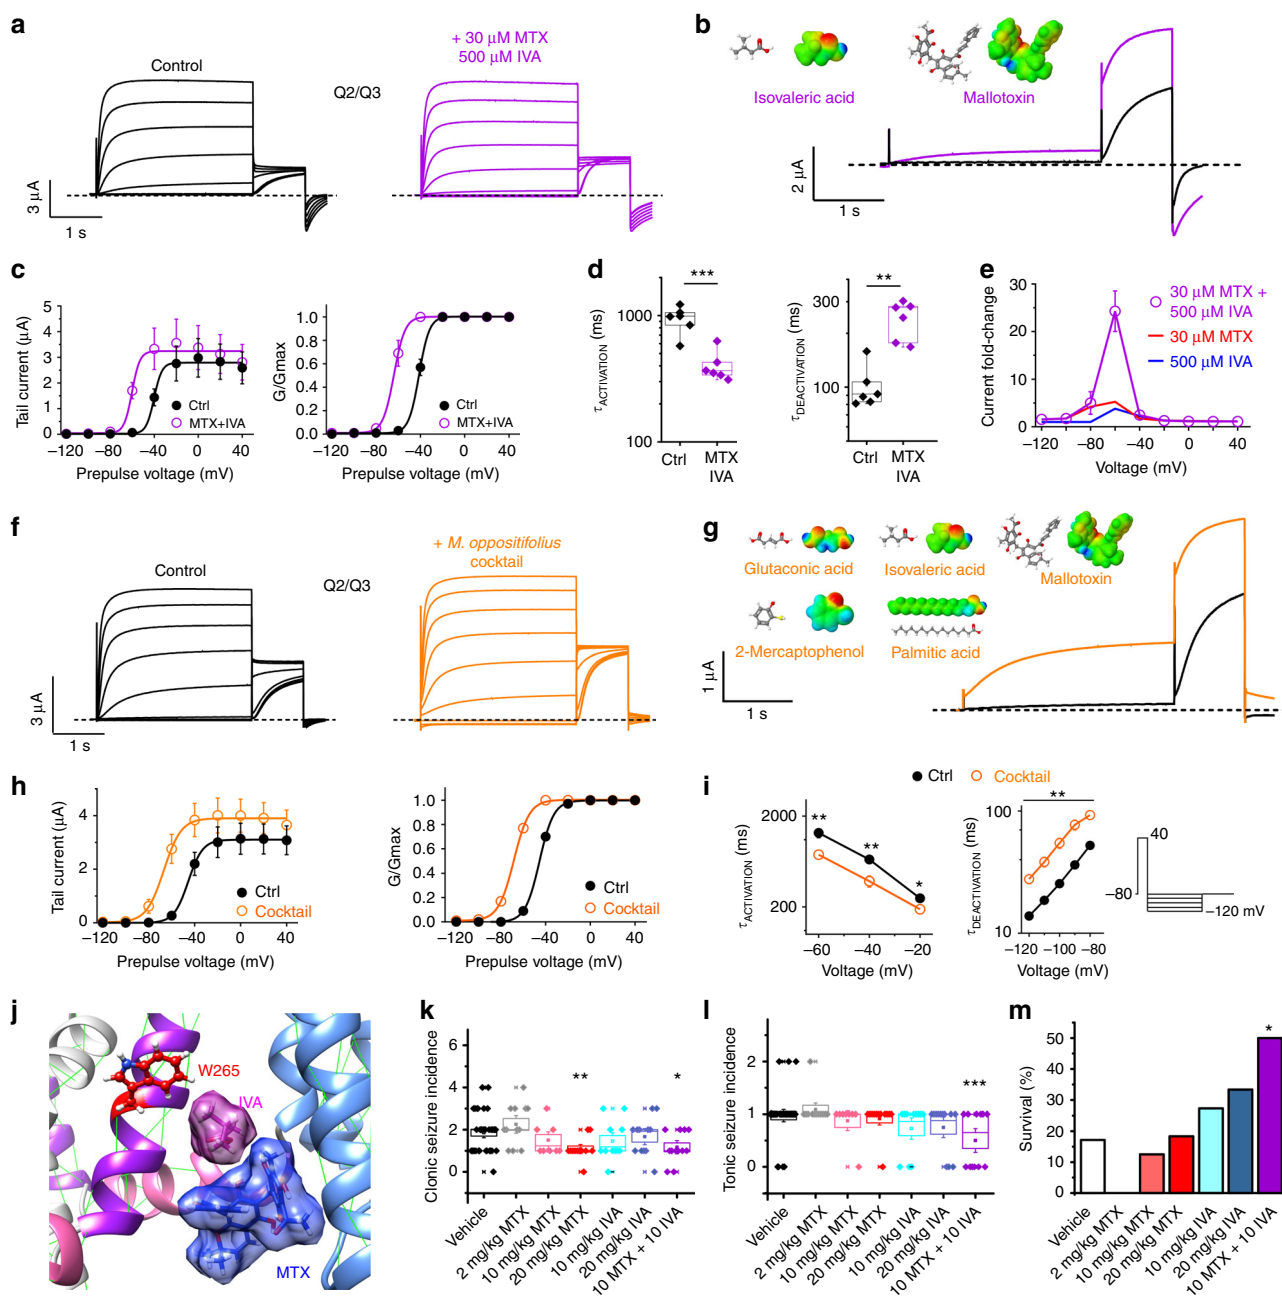 a
Control
Q2/Q3
+ 30 μM MTX
500 μM IVA
3 μA
1 s
b
Isovaleric acid
Mallotoxin
2 μA
1 s
c
Tail current (μA)
5
4
3
2
1
0
Ctrl
MTX+IVA
−120
−80
−40
0
40
Prepulse voltage (mV)
G/Gmax
1.0
0.8
0.6
0.4
0.2
0.0
Ctrl
MTX+IVA
−120
−80
−40
0
40
Prepulse voltage (mV)
d
τACTIVATION (ms)
1000
100
***
Ctrl
MTX
IVA
τDEACTIVATION (ms)
300
100
**
Ctrl
MTX
IVA
e
Current fold-change
30
20
10
0
30 μM MTX +
500 μM IVA
30 μM MTX
500 μM IVA
−120
−80
−40
0
40
Voltage (mV)
f
Control
Q2/Q3
+ M. oppositifolius
cocktail
3 μA
1 s
g
Glutaconic acid
Isovaleric acid
Mallotoxin
2-Mercaptophenol
Palmitic acid
1 μA
1 s
h
Tail current (μA)
4
2
0
Ctrl
Cocktail
−120
−80
−40
0
40
Prepulse voltage (mV)
G/Gmax
1.0
0.8
0.6
0.4
0.2
0.0
Ctrl
Cocktail
−120
−80
−40
0
40
Prepulse voltage (mV)
i
Ctrl
Cocktail
τACTIVATION (ms)
2000
200
**
**
*
−60
−40
−20
Voltage (mV)
τDEACTIVATION (ms)
100
10
**
−120
−100
−80
Voltage (mV)
40
−80
−120 mV
j
W265
IVA
MTX
k
Clonic seizure incidence
6
4
2
0
**
*
Vehicle
2 mg/kg MTX
10 mg/kg MTX
20 mg/kg MTX
10 mg/kg IVA
20 mg/kg IVA
10 MTX + 10 IVA
l
Tonic seizure incidence
2
1
0
***
Vehicle
2 mg/kg MTX
10 mg/kg MTX
20 mg/kg MTX
10 mg/kg IVA
20 mg/kg IVA
10 MTX + 10 IVA
m
Survival (%)
50
40
30
20
10
0
*
Vehicle
2 mg/kg MTX
10 mg/kg MTX
20 mg/kg MTX
10 mg/kg IVA
20 mg/kg IVA
10 MTX + 10 IVA